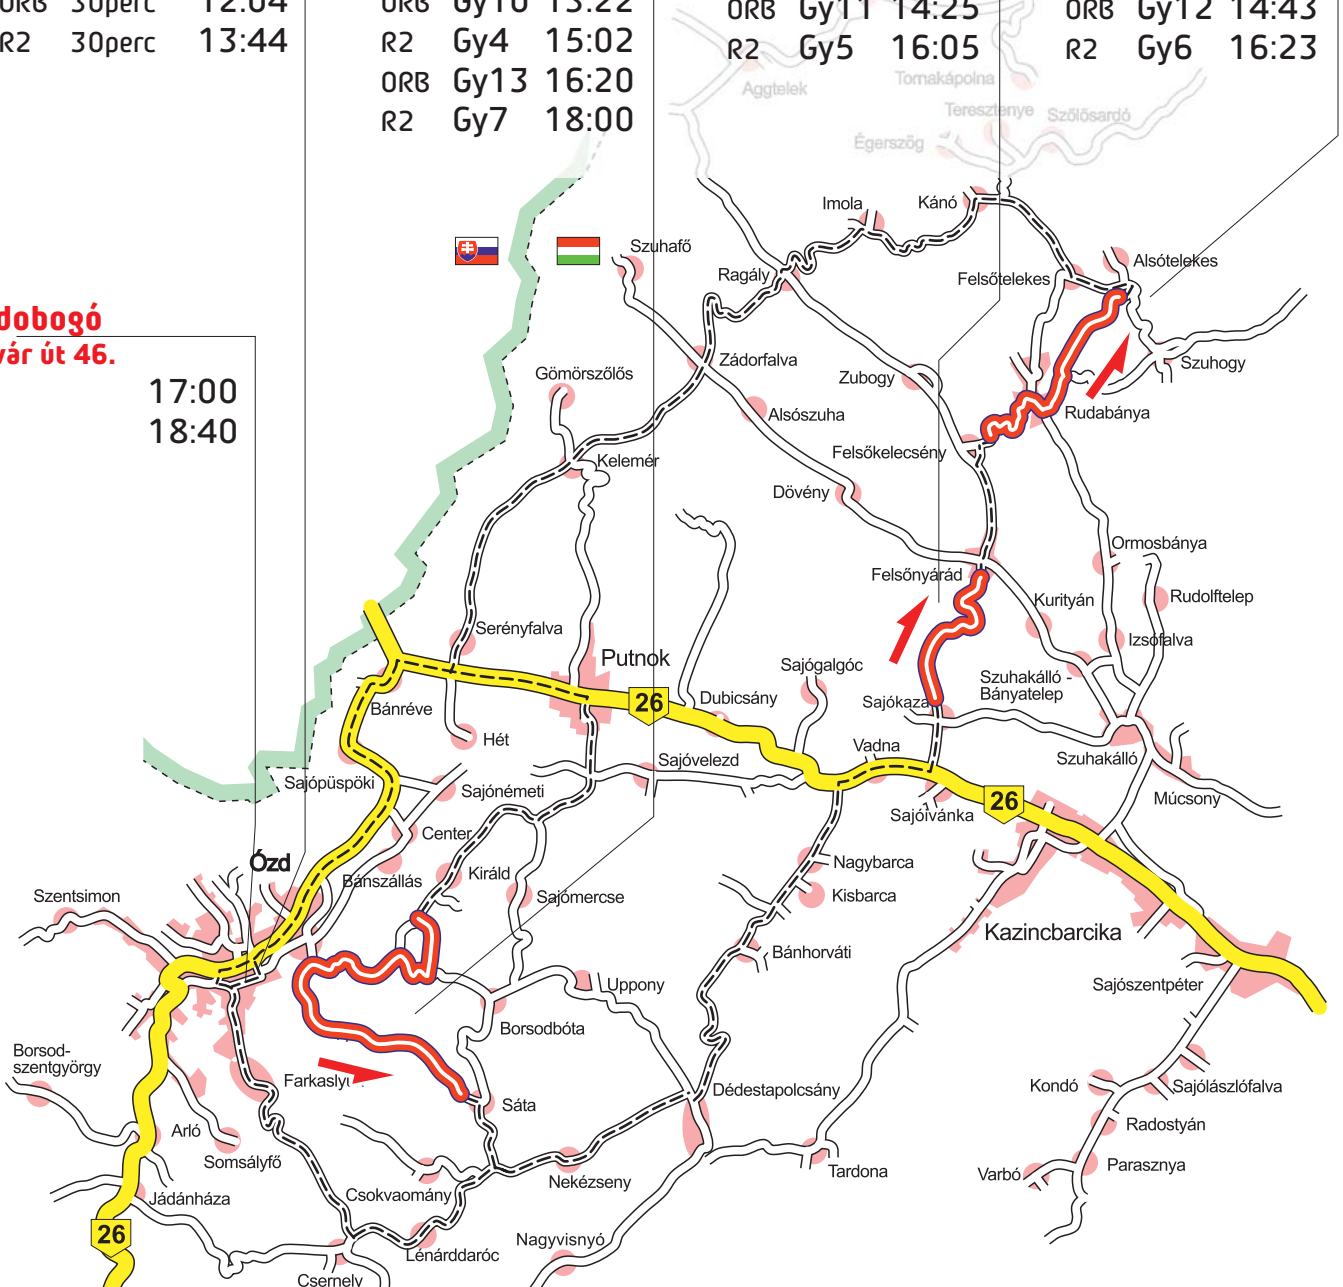 ORB 30perc 12:04
R2 30perc 13:44
ORB Gy10 13:22
R2 Gy4 15:02
ORB Gy13 16:20
R2 Gy7 18:00
ORB Gy11 14:25
R2 Gy5 16:05
ORB Gy12 14:43
R2 Gy6 16:23
dobogó
vár út 46.
17:00
18:40
Aggtelek
Tornakápolna
Teresztenye
Szőlősardó
Égerszög
Imola
Kánó
Szuhafő
Ragály
Felsőtelekes
Alsótelekes
Zádorfalva
Zubogy
Szuhogy
Gömörszőlős
Alsószuha
Rudabánya
Felsőkelecsény
Kelemér
Dövény
Ormosbánya
Felsőnyárád
Kurityán
Rudolftelep
Serényfalva
Izsófalva
Putnok
Sajógalgóc
Szuhakálló -
Bányatelep
Bánréve
26
Dubicsány
Sajókaza
Hét
Vadna
Sajóvelezd
Szuhakálló
Sajópüspöki
Sajónémeti
26
Múcsony
Sajóivánka
Center
Ózd
Nagybarca
Bánszállás
Királd
Kisbarca
Szentsimon
Sajómercse
Kazincbarcika
Bánhorváti
Uppony
Sajószentpéter
Borsodbóta
Borsod-
szentgyörgy
Farkaslyu
Dédestapolcsány
Kondó
Sajólászlófalva
Sáta
Arló
Radostyán
Somsályfő
Parasznya
Varbó
Tardona
Nekézseny
Csokvaomány
Jádánháza
26
Nagyvisnyó
Lénárddaróc
Csernely